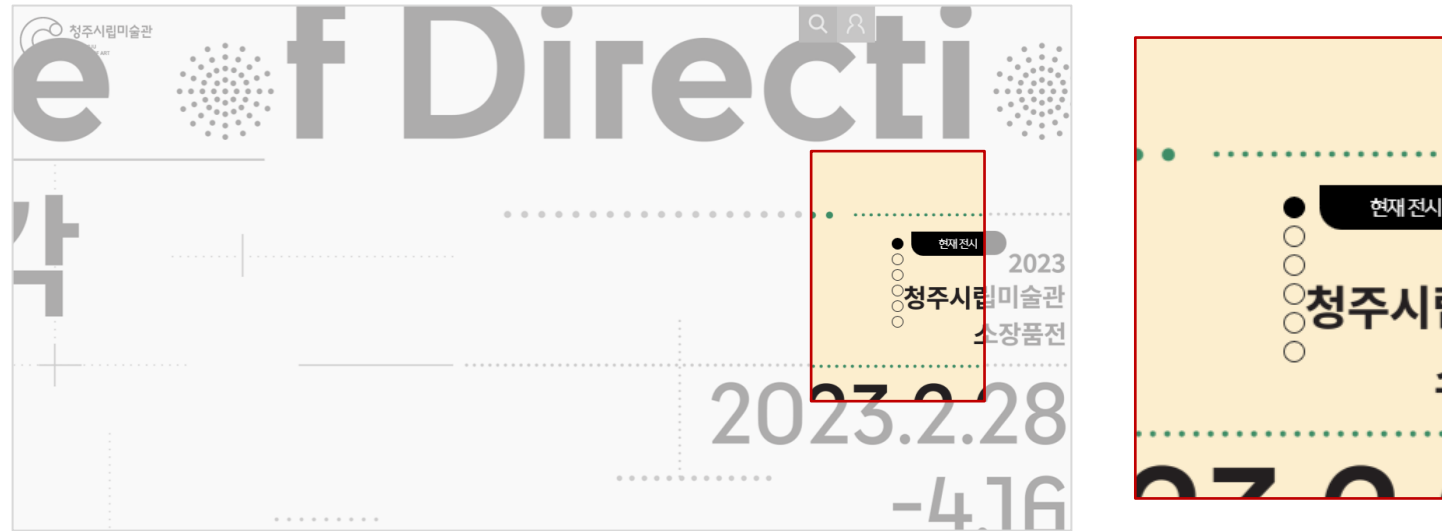 청주시립미술관
e of Directi
각
현재 전시
2023
청주시립미술관
소장품전
2023.2.28
-4.16
현재 전시
청주시립